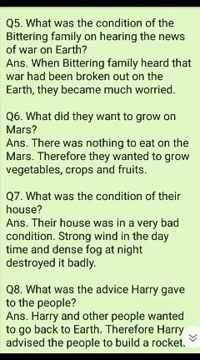 Q5. What was the condition of the
Bittering family on hearing the news
of war on Earth?
Ans. When Bittering family heard that
war had been broken out on the
Earth, they became much worried.
Q6. What did they want to grow on
Mars?
Ans. There was nothing to eat on the
Mars. Therefore they wanted to grow
vegetables, crops and fruits.
Q7. What was the condition of their
house?
Ans. Their house was in a very bad
condition. Strong wind in the day
time and dense fog at night
destroyed it badly.
Q8. What was the advice Harry gave
to the people?
Ans. Harry and other people wanted
to go back to Earth. Therefore Harry
advised the people to build a rocket.